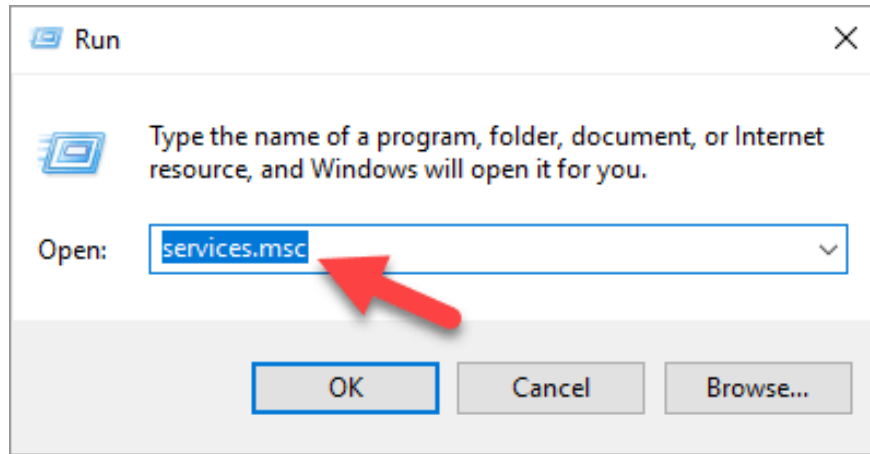 Run
Type the name of a program, folder, document, or Internet
resource, and Windows will open it for you.
Open: services.msc
OK Cancel Browse...